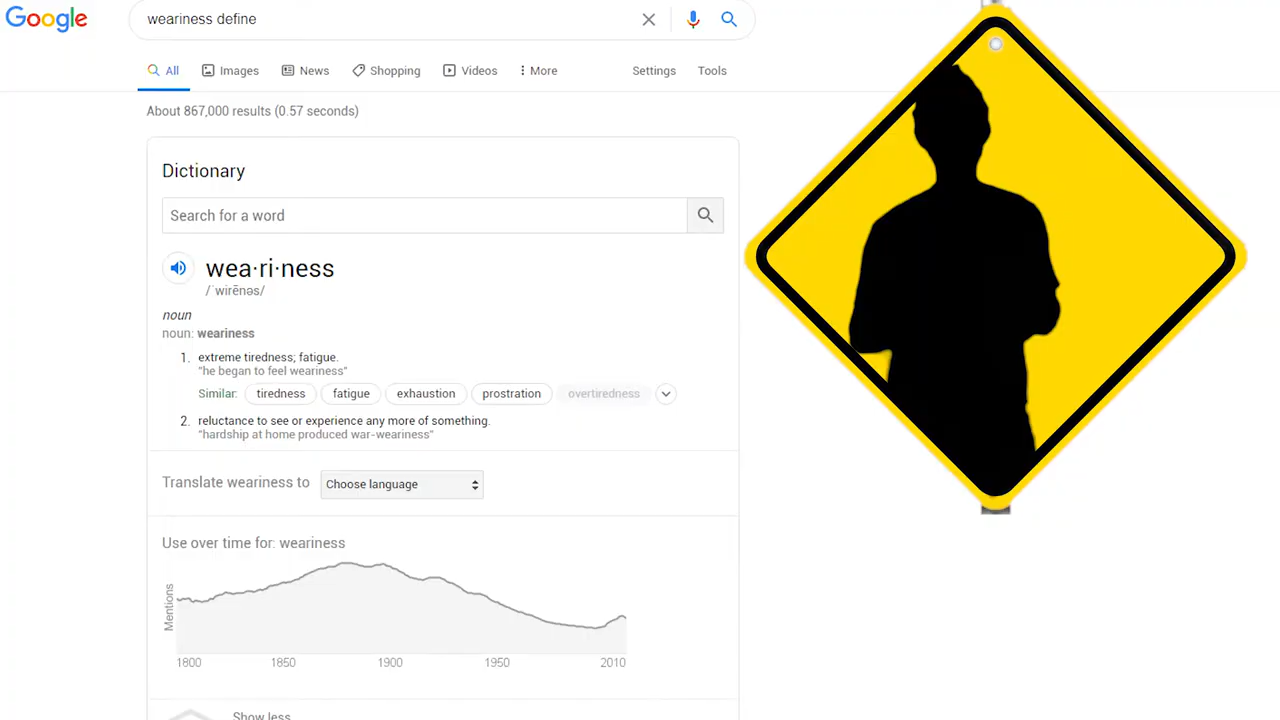 Google
weariness define
All Images News Shopping Videos More Settings Tools
About 867,000 results (0.57 seconds)
Dictionary
Search for a word
wea·ri·ness
/ˈwirēnəs/
noun
noun: weariness
1. extreme tiredness; fatigue.
"he began to feel weariness"
Similar: tiredness fatigue exhaustion prostration overtiredness
2. reluctance to see or experience any more of something.
"hardship at home produced war-weariness"
Translate weariness to Choose language
Use over time for: weariness
Mentions
1800 1850 1900 1950 2010
Show less